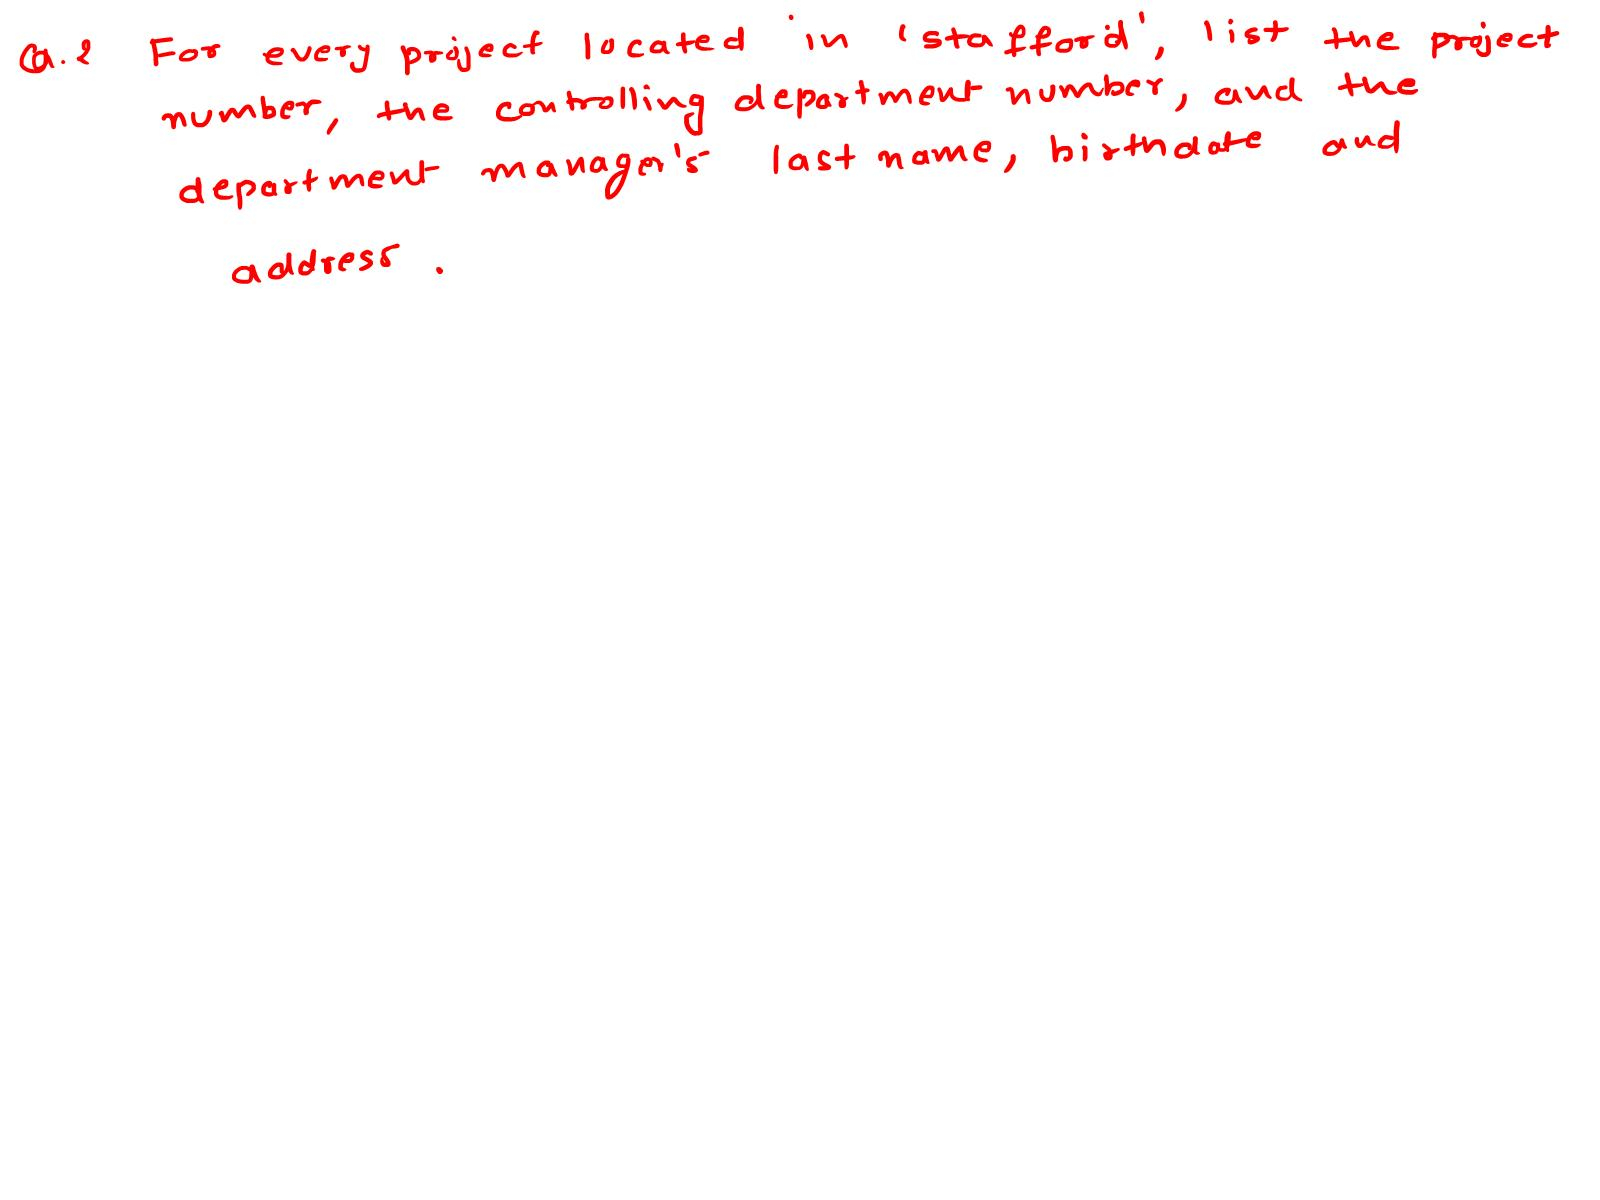 Q.2 For every project located in 'stafford', list the project
number, the controlling department number, and the
department manager's last name, birthdate and
address.